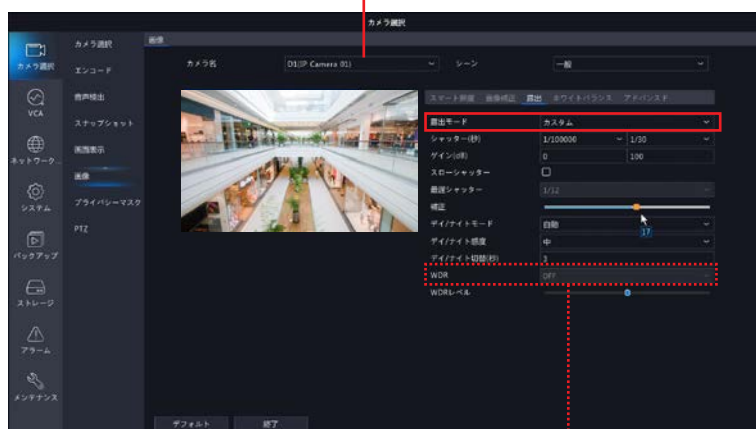 カメラ選択
カメラ選択
VCA
ネットワーク..
システム
バックアップ
ストレージ
アラーム
メンテナンス
カメラ選択
エンコード
音声検出
スナップショット
画面表示
画像
プライバシーマスク
PTZ
画像
カメラ名 D1(IP Camera 01) シーン 一般
スマート照度 画像補正 露出 ホワイトバランス アドバンスド
露出モード カスタム
シャッター(秒) 1/100000 1/30
ゲイン(dB) 0 100
スローシャッター
最遅シャッター 1/12
補正
17
デイ/ナイトモード 自動
デイ/ナイト感度 中
デイ/ナイト切替(秒) 3
WDR OFF
WDRレベル
デフォルト 終了